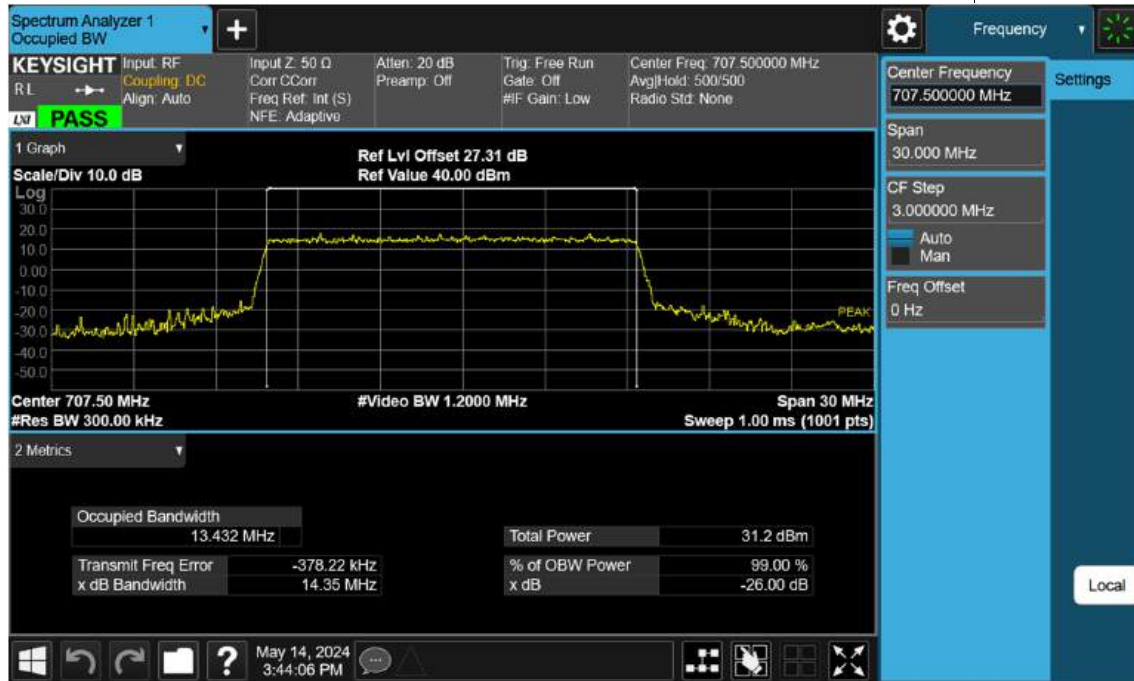 Spectrum Analyzer 1
Occupied BW
+
Frequency
KEYSIGHT
RL
LXI PASS
Input: RF
Coupling: DC
Align: Auto
Input Z: 50 Ω
Corr CCorr
Freq Ref: Int (S)
NFE: Adaptive
Atten: 20 dB
Preamp: Off
Trig: Free Run
Gate: Off
#IF Gain: Low
Center Freq: 707.500000 MHz
Avg|Hold: 500/500
Radio Std: None
Center Frequency
707.500000 MHz
Settings
Span
30.000 MHz
CF Step
3.000000 MHz
Auto
Man
Freq Offset
0 Hz
1 Graph
Scale/Div 10.0 dB
Ref Lvl Offset 27.31 dB
Ref Value 40.00 dBm
Log
30.0
20.0
10.0
0.00
-10.0
-20.0
-30.0
-40.0
-50.0
PEAK
Center 707.50 MHz
#Video BW 1.2000 MHz
Span 30 MHz
#Res BW 300.00 kHz
Sweep 1.00 ms (1001 pts)
2 Metrics
Occupied Bandwidth
13.432 MHz
Total Power 31.2 dBm
Transmit Freq Error -378.22 kHz
% of OBW Power 99.00 %
x dB Bandwidth 14.35 MHz
x dB -26.00 dB
Local
?
May 14, 2024
3:44:06 PM